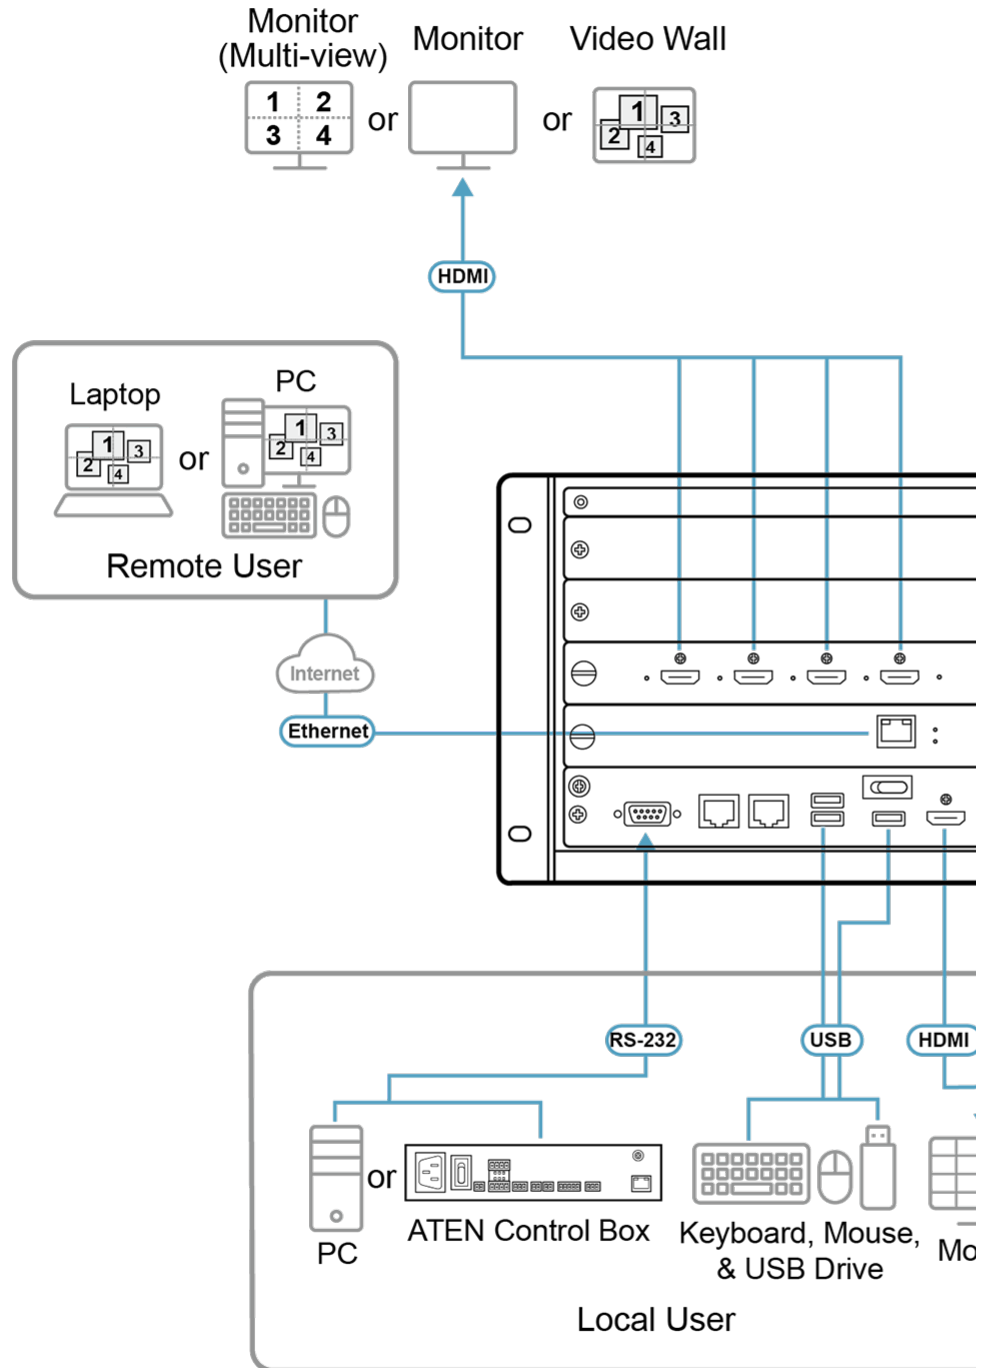 Monitor
(Multi-view)
Monitor
Video Wall
1 2
3 4
or
or
1
2
3
4
HDMI
Laptop
PC
1
2
3
4
or
1
2
3
4
Remote User
Internet
Ethernet
RS-232
USB
HDMI
or
PC
ATEN Control Box
Keyboard, Mouse,
& USB Drive
Mo
Local User